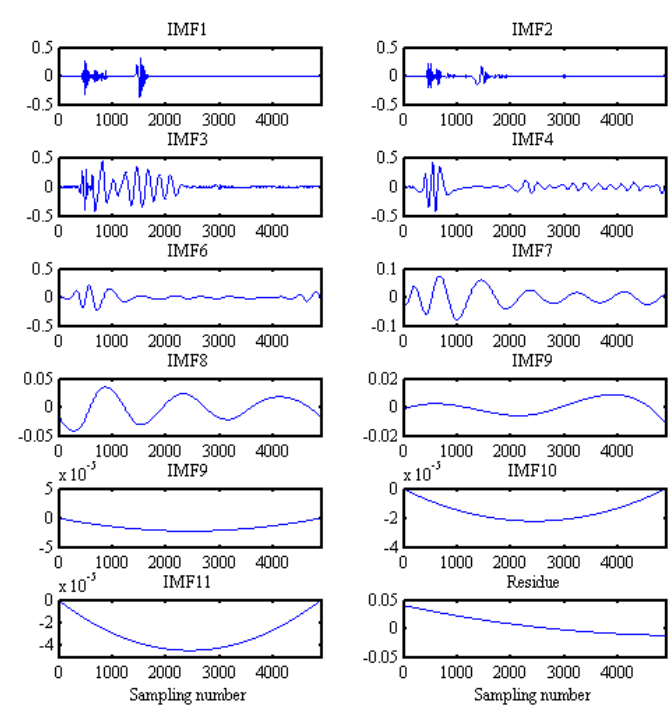 IMF1 IMF2
0.5 0.5
0 0
-0.5 -0.5
0 1000 2000 3000 4000 0 1000 2000 3000 4000
IMF3 IMF4
0.5 0.5
0 0
-0.5 -0.5
0 1000 2000 3000 4000 0 1000 2000 3000 4000
IMF6 IMF7
0.5 0.1
0 0
-0.5 -0.1
0 1000 2000 3000 4000 0 1000 2000 3000 4000
IMF8 IMF9
0.05 0.02
0 0
-0.05 -0.02
0 1000 2000 3000 4000 0 1000 2000 3000 4000
x 10^-5 IMF9 x 10^-5 IMF10
5 0
0 -2
-5 -4
0 1000 2000 3000 4000 0 1000 2000 3000 4000
x 10^-5 IMF11 Residue
0 0.05
-2 0
-4 -0.05
0 1000 2000 3000 4000 0 1000 2000 3000 4000
Sampling number Sampling number